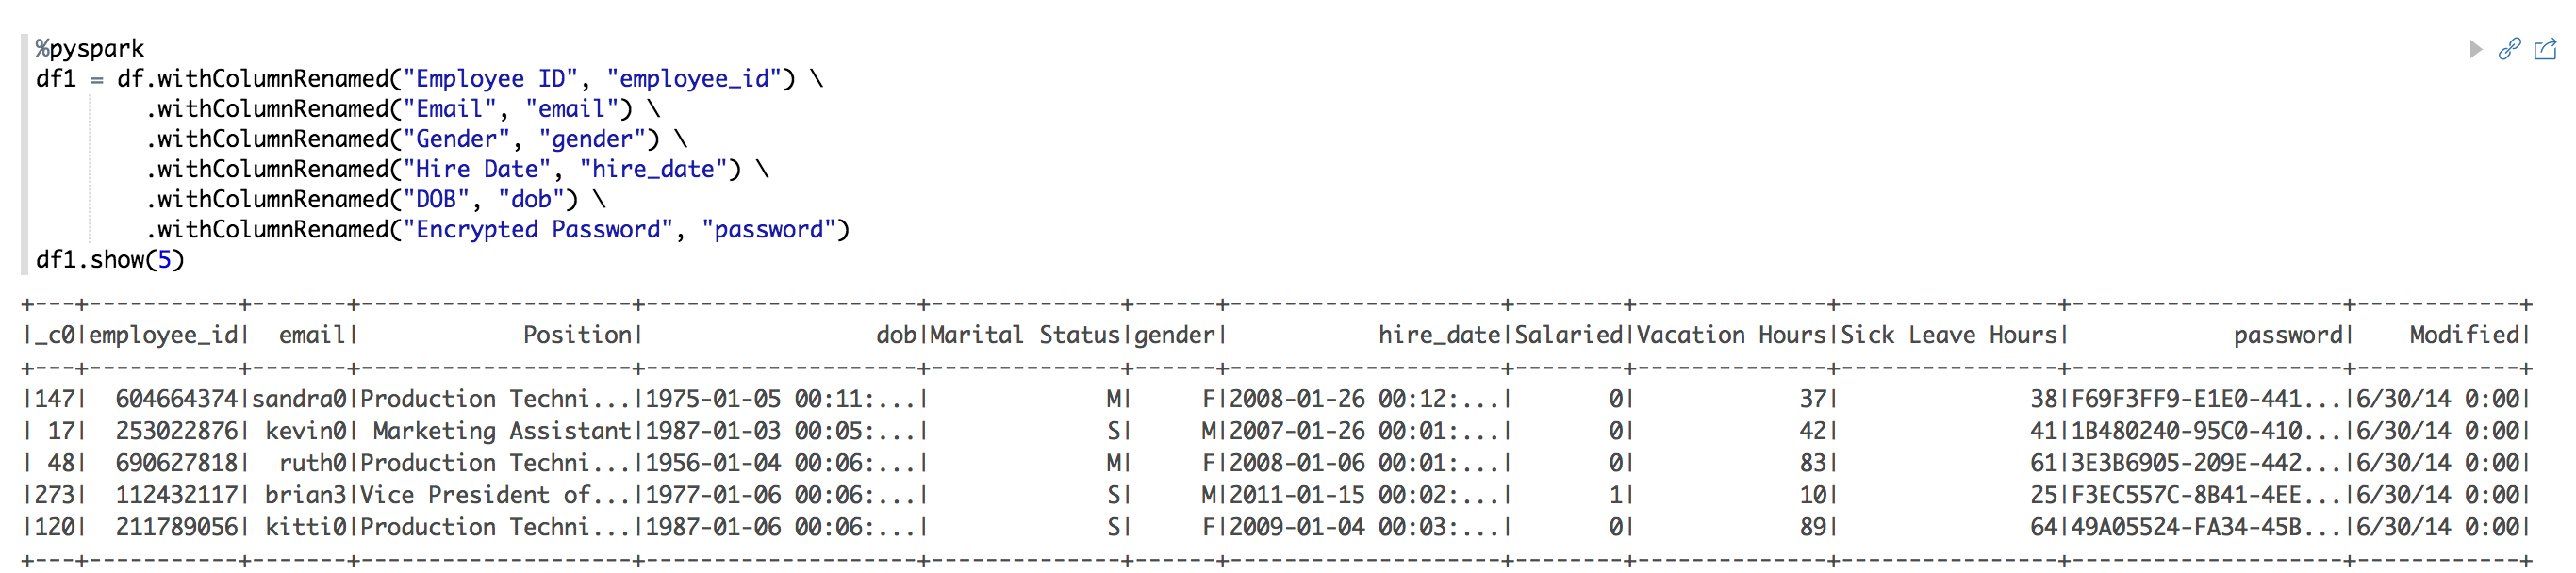 %pyspark
df1 = df.withColumnRenamed("Employee ID", "employee_id") \
        .withColumnRenamed("Email", "email") \
        .withColumnRenamed("Gender", "gender") \
        .withColumnRenamed("Hire Date", "hire_date") \
        .withColumnRenamed("DOB", "dob") \
        .withColumnRenamed("Encrypted Password", "password")
df1.show(5)
+---+-----------+-------+--------------------+--------------------+--------------+------+--------------------+--------+--------------+----------------+--------------------+------------+
|_c0|employee_id|  email|            Position|                 dob|Marital Status|gender|           hire_date|Salaried|Vacation Hours|Sick Leave Hours|            password|    Modified|
+---+-----------+-------+--------------------+--------------------+--------------+------+--------------------+--------+--------------+----------------+--------------------+------------+
|147|  604664374|sandra0|Production Techni...|1975-01-05 00:11:...|             M|     F|2008-01-26 00:12:...|       0|            37|              38|F69F3FF9-E1E0-441...|6/30/14 0:00|
| 17|  253022876| kevin0| Marketing Assistant|1987-01-03 00:05:...|             S|     M|2007-01-26 00:01:...|       0|            42|              41|1B480240-95C0-410...|6/30/14 0:00|
| 48|  690627818|  ruth0|Production Techni...|1956-01-04 00:06:...|             M|     F|2008-01-06 00:01:...|       0|            83|              61|3E3B6905-209E-442...|6/30/14 0:00|
|273|  112432117| brian3|Vice President of...|1977-01-06 00:06:...|             S|     M|2011-01-15 00:02:...|       1|            10|              25|F3EC557C-8B41-4EE...|6/30/14 0:00|
|120|  211789056| kitti0|Production Techni...|1987-01-06 00:06:...|             S|     F|2009-01-04 00:03:...|       0|            89|              64|49A05524-FA34-45B...|6/30/14 0:00|
+---+-----------+-------+--------------------+--------------------+--------------+------+--------------------+--------+--------------+----------------+--------------------+------------+